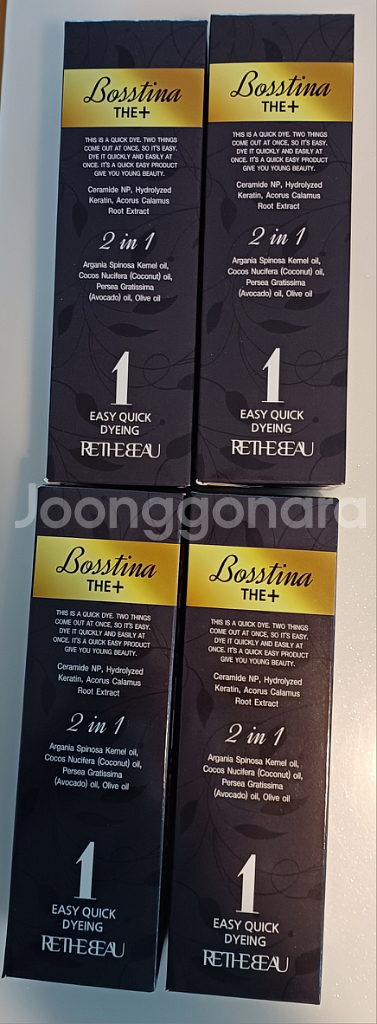 Bosstina
THE+
THIS IS A QUICK DYE. TWO THINGS
COME OUT AT ONCE, SO IT'S EASY.
DYE IT QUICKLY AND EASILY AT
ONCE. IT'S A QUICK EASY PRODUCT
GIVE YOU YOUNG BEAUTY.
Ceramide NP, Hydrolyzed
Keratin, Acorus Calamus
Root Extract
2 in 1
Argania Spinosa Kernel oil,
Cocos Nucifera (Coconut) oil,
Persea Gratissima
(Avocado) oil, Olive oil
1
EASY QUICK
DYEING
RETHEBEAU
Bosstina
THE+
THIS IS A QUICK DYE. TWO THINGS
COME OUT AT ONCE, SO IT'S EASY.
DYE IT QUICKLY AND EASILY AT
ONCE. IT'S A QUICK EASY PRODUCT
GIVE YOU YOUNG BEAUTY.
Ceramide NP, Hydrolyzed
Keratin, Acorus Calamus
Root Extract
2 in 1
Argania Spinosa Kernel oil,
Cocos Nucifera (Coconut) oil,
Persea Gratissima
(Avocado) oil, Olive oil
1
EASY QUICK
DYEING
RETHEBEAU
Joonggonara
Bosstina
THE+
THIS IS A QUICK DYE. TWO THINGS
COME OUT AT ONCE, SO IT'S EASY.
DYE IT QUICKLY AND EASILY AT
ONCE. IT'S A QUICK EASY PRODUCT
GIVE YOU YOUNG BEAUTY.
Ceramide NP, Hydrolyzed
Keratin, Acorus Calamus
Root Extract
2 in 1
Argania Spinosa Kernel oil,
Cocos Nucifera (Coconut) oil,
Persea Gratissima
(Avocado) oil, Olive oil
1
EASY QUICK
DYEING
RETHEBEAU
Bosstina
THE+
THIS IS A QUICK DYE. TWO THINGS
COME OUT AT ONCE, SO IT'S EASY.
DYE IT QUICKLY AND EASILY AT
ONCE. IT'S A QUICK EASY PRODUCT
GIVE YOU YOUNG BEAUTY.
Ceramide NP, Hydrolyzed
Keratin, Acorus Calamus
Root Extract
2 in 1
Argania Spinosa Kernel oil,
Cocos Nucifera (Coconut) oil,
Persea Gratissima
(Avocado) oil, Olive oil
1
EASY QUICK
DYEING
RETHEBEAU